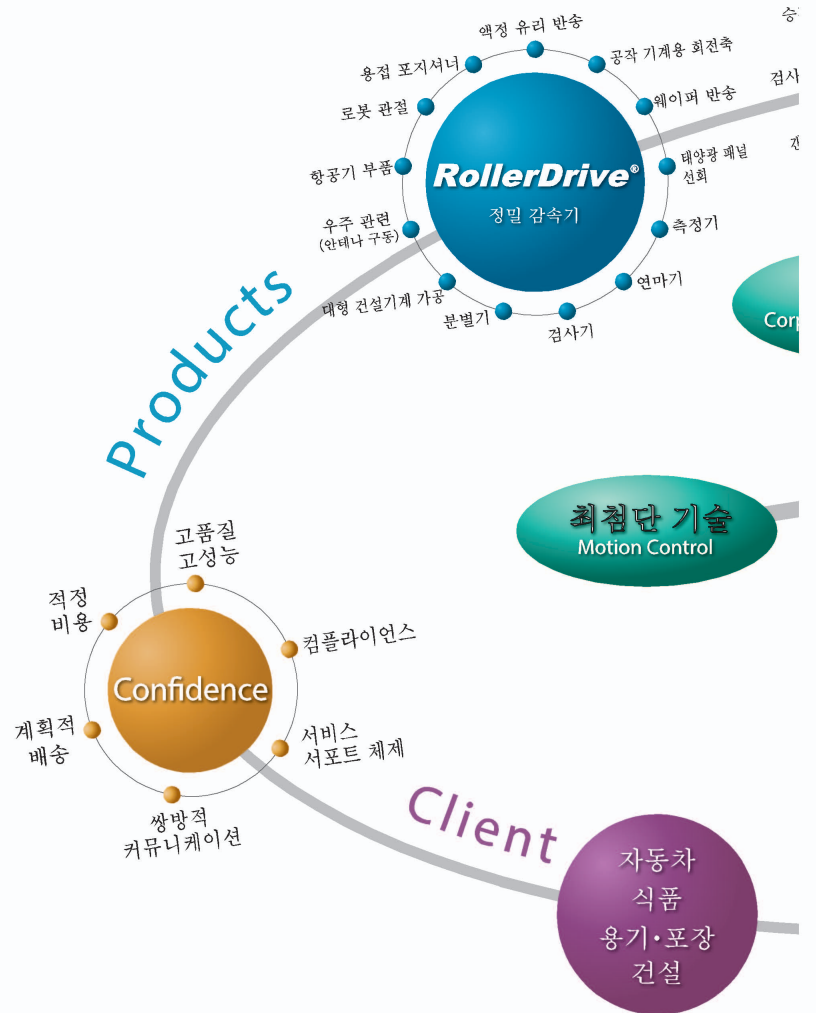 액정 유리 반송
용접 포지셔너
공작 기계용 회전축
로봇 관절
웨이퍼 반송
검사
항공기 부품
RollerDrive®
정밀 감속기
태양광 패널
선회
우주 관련
(안테나 구동)
측정기
대형 건설기계 가공
연마기
분별기
검사기
Products
최첨단 기술
Motion Control
고품질
고성능
적정
비용
컴플라이언스
Confidence
계획적
배송
서비스
서포트 체제
쌍방적
커뮤니케이션
Client
자동차
식품
용기·포장
건설